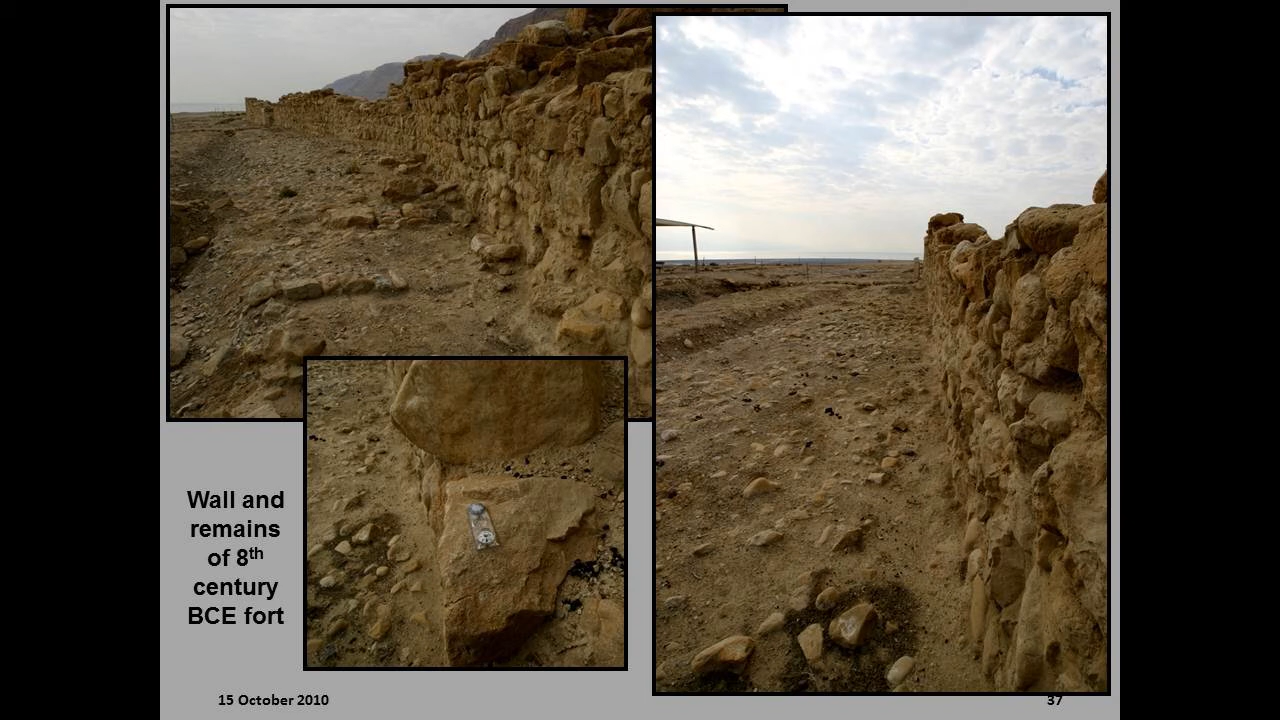 Wall and
remains
of 8th
century
BCE fort
15 October 2010
37